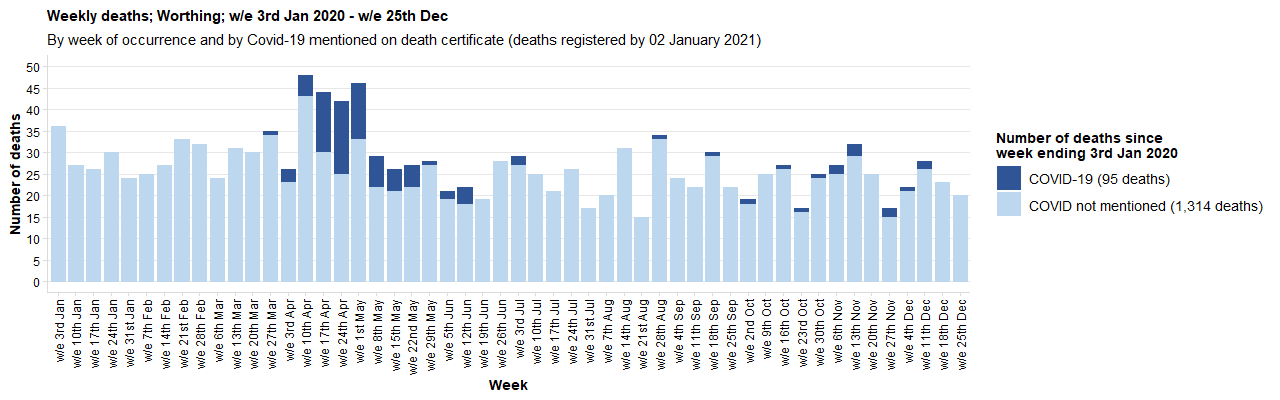 Weekly deaths; Worthing; w/e 3rd Jan 2020 - w/e 25th Dec
By week of occurrence and by Covid-19 mentioned on death certificate (deaths registered by 02 January 2021)
Number of deaths
50
45
40
35
30
25
20
15
10
5
0
w/e 3rd Jan
w/e 10th Jan
w/e 17th Jan
w/e 24th Jan
w/e 31st Jan
w/e 7th Feb
w/e 14th Feb
w/e 21st Feb
w/e 28th Feb
w/e 6th Mar
w/e 13th Mar
w/e 20th Mar
w/e 27th Mar
w/e 3rd Apr
w/e 10th Apr
w/e 17th Apr
w/e 24th Apr
w/e 1st May
w/e 8th May
w/e 15th May
w/e 22nd May
w/e 29th May
w/e 5th Jun
w/e 12th Jun
w/e 19th Jun
w/e 26th Jun
w/e 3rd Jul
w/e 10th Jul
w/e 17th Jul
w/e 24th Jul
w/e 31st Jul
w/e 7th Aug
w/e 14th Aug
w/e 21st Aug
w/e 28th Aug
w/e 4th Sep
w/e 11th Sep
w/e 18th Sep
w/e 25th Sep
w/e 2nd Oct
w/e 9th Oct
w/e 16th Oct
w/e 23rd Oct
w/e 30th Oct
w/e 6th Nov
w/e 13th Nov
w/e 20th Nov
w/e 27th Nov
w/e 4th Dec
w/e 11th Dec
w/e 18th Dec
w/e 25th Dec
Week
Number of deaths since
week ending 3rd Jan 2020
COVID-19 (95 deaths)
COVID not mentioned (1,314 deaths)